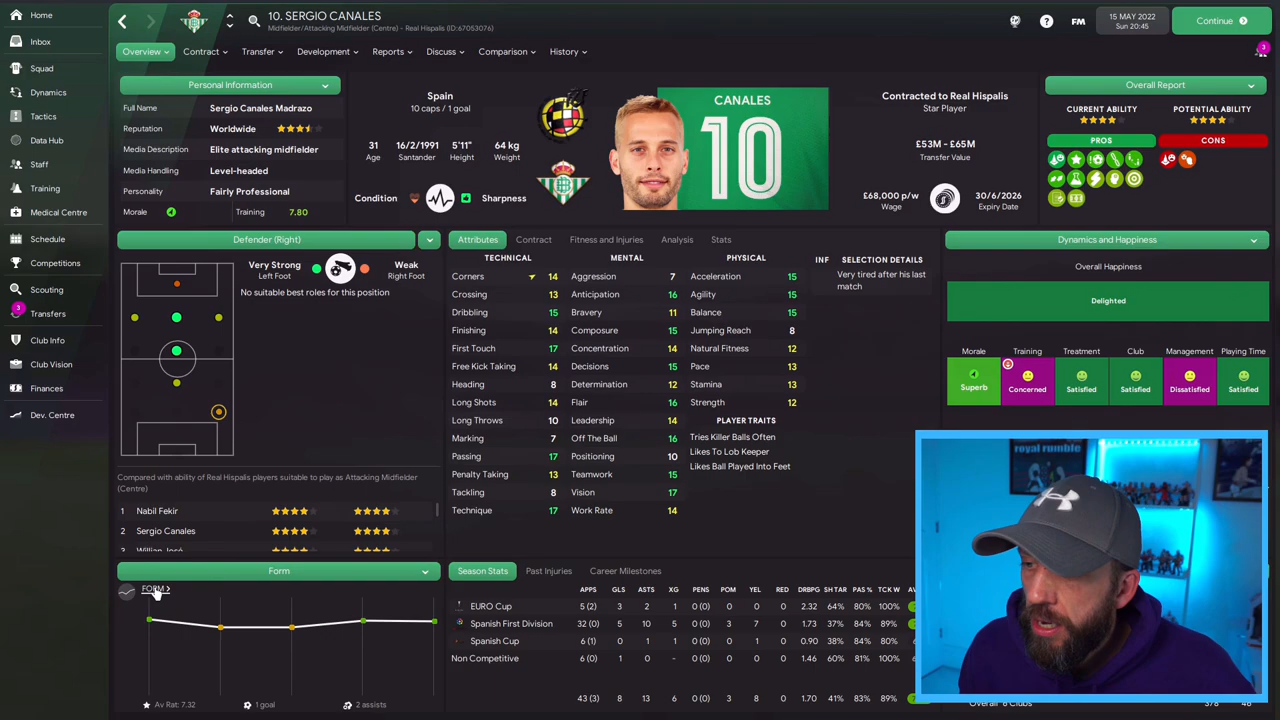 Home
Inbox
Squad
Dynamics
Tactics
Data Hub
Staff
Training
Medical Centre
Schedule
Competitions
Scouting
3
Transfers
Club Info
Club Vision
Finances
Dev. Centre
10. SERGIO CANALES
Midfielder/Attacking Midfielder (Centre) - Real Hispalis (ID:67053076)
FM
15 MAY 2022
Sun 20:45
Continue
Overview Contract Transfer Development Reports Discuss Comparison History
3
Personal Information
Full Name Sergio Canales Madrazo
Reputation Worldwide
Media Description Elite attacking midfielder
Media Handling Level-headed
Personality Fairly Professional
Morale Training 7.80
Spain
10 caps / 1 goal
31 16/2/1991 5'11" 64 kg
Age Santander Height Weight
Condition Sharpness
CANALES
10
Contracted to Real Hispalis
Star Player
£53M - £65M
Transfer Value
£68,000 p/w 30/6/2026
Wage Expiry Date
Overall Report
CURRENT ABILITY POTENTIAL ABILITY
PROS CONS
Defender (Right)
Very Strong Weak
Left Foot Right Foot
No suitable best roles for this position
Compared with ability of Real Hispalis players suitable to play as Attacking Midfielder
(Centre)
1 Nabil Fekir
2 Sergio Canales
3 Willian José
Attributes Contract Fitness and Injuries Analysis Stats
TECHNICAL MENTAL PHYSICAL
Corners 14 Aggression 7 Acceleration 15
Crossing 13 Anticipation 16 Agility 15
Dribbling 15 Bravery 11 Balance 15
Finishing 14 Composure 15 Jumping Reach 8
First Touch 17 Concentration 14 Natural Fitness 12
Free Kick Taking 14 Decisions 15 Pace 13
Heading 8 Determination 12 Stamina 13
Long Shots 14 Flair 16 Strength 12
Long Throws 10 Leadership 14 PLAYER TRAITS
Marking 7 Off The Ball 16 Tries Killer Balls Often
Passing 17 Positioning 10 Likes To Lob Keeper
Penalty Taking 13 Teamwork 15 Likes Ball Played Into Feet
Tackling 8 Vision 17
Technique 17 Work Rate 14
INF SELECTION DETAILS
Very tired after his last
match
Dynamics and Happiness
Overall Happiness
Delighted
Morale Training Treatment Club Management Playing Time
Superb Concerned Satisfied Satisfied Dissatisfied Satisfied
Form
FORM >
Av Rat: 7.32 1 goal 2 assists
Season Stats Past Injuries Career Milestones
APPS GLS ASTS XG PENS POM YEL RED DRBPG SH TAR PAS % TCK W
EURO Cup 5 (2) 3 2 1 0 (0) 0 0 0 2.32 64% 80% 100%
Spanish First Division 32 (0) 5 10 5 0 (0) 3 7 0 1.73 37% 84% 89%
Spanish Cup 6 (1) 0 1 1 0 (0) 0 1 0 0.90 38% 84% 80%
Non Competitive 6 (0) 1 0 - 0 (0) 0 0 0 1.46 60% 81% 100%
43 (3) 8 13 6 0 (0) 3 8 0 1.70 41% 83% 89%
royal rumble